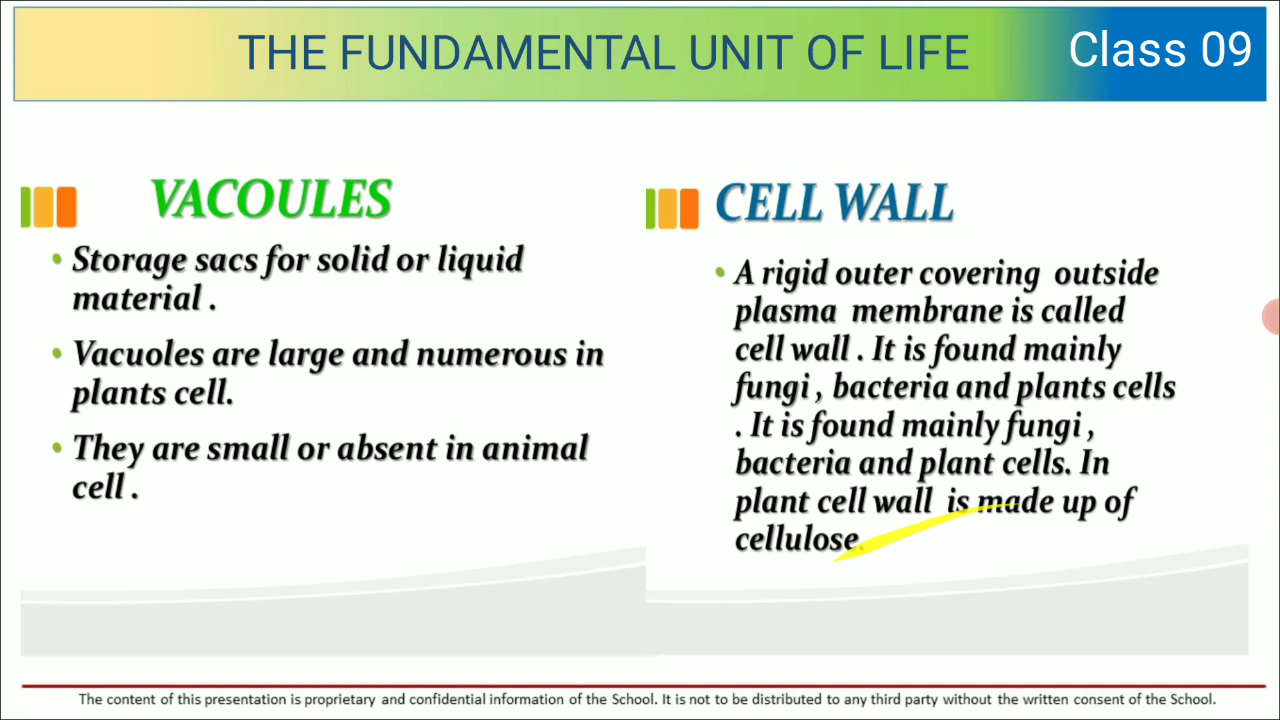 THE FUNDAMENTAL UNIT OF LIFE
Class 09
VACOULES
• Storage sacs for solid or liquid
material .
• Vacuoles are large and numerous in
plants cell.
• They are small or absent in animal
cell .
CELL WALL
• A rigid outer covering outside
plasma membrane is called
cell wall . It is found mainly
fungi , bacteria and plants cells
. It is found mainly fungi ,
bacteria and plant cells. In
plant cell wall is made up of
cellulose.
The content of this presentation is proprietary and confidential information of the School. It is not to be distributed to any third party without the written consent of the School.